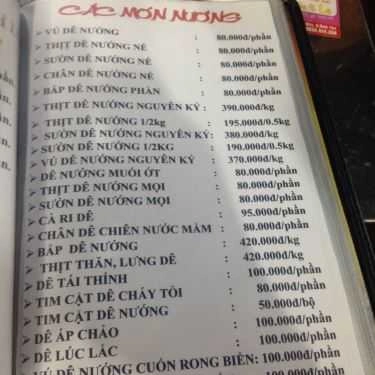 CÁC MÓN NƯỚNG
VÚ DÊ NƯỚNG : 80.000đ/phần
THỊT DÊ NƯỚNG NÉ : 80.000đ/phần
SƯỜN DÊ NƯỚNG NÉ : 80.000đ/phần
CHÂN DÊ NƯỚNG NÉ : 80.000đ/phần
BẮP DÊ NƯỚNG PHẦN : 80.000đ/phần
THỊT DÊ NƯỚNG NGUYÊN KÝ : 390.000đ/kg
THỊT DÊ NƯỚNG 1/2kg : 195.000đ/0.5kg
SƯỜN DÊ NƯỚNG NGUYÊN KÝ: 380.000đ/kg
SƯỜN DÊ NƯỚNG 1/2KG : 190.000đ/0.5kg
VÚ DÊ NƯỚNG NGUYÊN KÝ : 370.000đ/kg
DÊ NƯỚNG MUỐI ỚT : 80.000đ/phần
THỊT DÊ NƯỚNG MỌI : 80.000đ/phần
SƯỜN DÊ NƯỚNG MỌI : 80.000đ/phần
CÀ RI DÊ : 95.000đ/phần
CHÂN DÊ CHIÊN NƯỚC MẮM : 80.000đ/phần
BẮP DÊ NƯỚNG : 420.000đ/kg
THỊT THĂN, LƯNG DÊ : 420.000đ/kg
DÊ TÁI THÍNH : 100.000đ/phần
TIM CẬT DÊ CHÁY TỎI : 80.000đ/phần
TIM CẬT DÊ NƯỚNG : 50.000đ/bộ
DÊ ÁP CHẢO : 100.000đ/phần
DÊ LÚC LẮC : 100.000đ/phần
VÚ DÊ NƯỚNG CUỐN RONG BIỂN: 100.000đ/phần